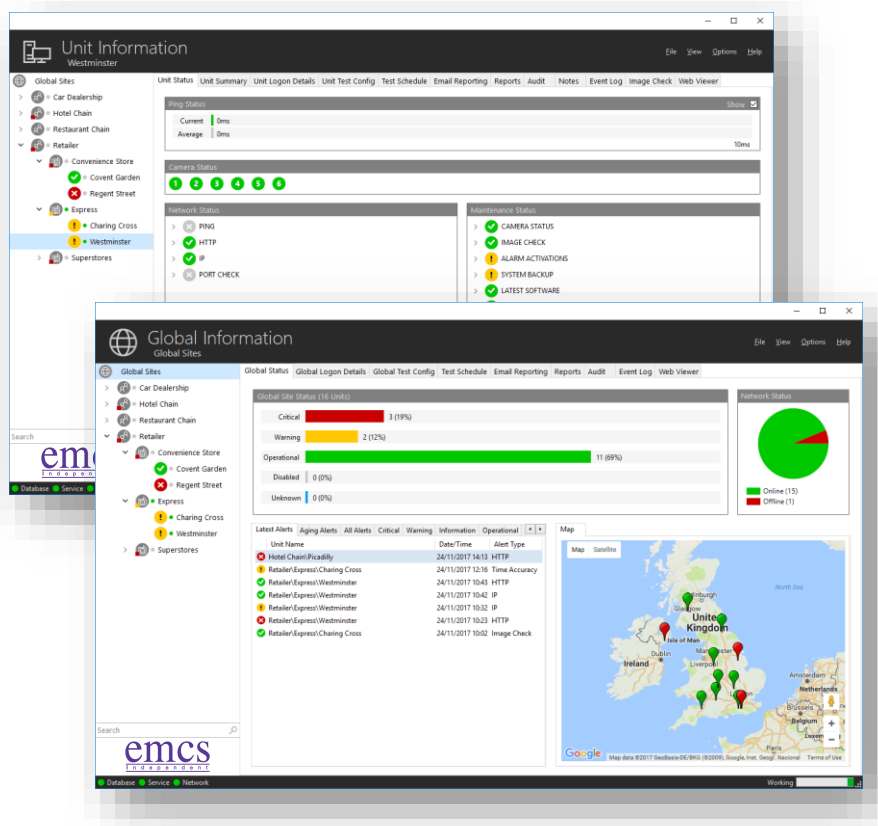 Unit Information
Westminster
File View Options Help
Global Sites
Car Dealership
Hotel Chain
Restaurant Chain
Retailer
Convenience Store
Covent Garden
Regent Street
Express
Charing Cross
Westminster
Superstores
Search
Database Service
Unit Status Unit Summary Unit Logon Details Unit Test Config Test Schedule Email Reporting Reports Audit Notes Event Log Image Check Web Viewer
Ping Status Show
Current 0ms
Average 0ms
10ms
Camera Status
1 2 3 4 5 6
Network Status
PING
HTTP
IP
PORT CHECK
Maintenance Status
CAMERA STATUS
IMAGE CHECK
ALARM ACTIVATIONS
SYSTEM BACKUP
LATEST SOFTWARE
Global Information
Global Sites
File View Options Help
Global Sites
Car Dealership
Hotel Chain
Restaurant Chain
Retailer
Convenience Store
Covent Garden
Regent Street
Express
Charing Cross
Westminster
Superstores
Search
emcs
Independent
Global Status Global Logon Details Global Test Config Test Schedule Email Reporting Reports Audit Event Log Web Viewer
Global Site Status (16 Units)
Critical 3 (19%)
Warning 2 (12%)
Operational 11 (69%)
Disabled 0 (0%)
Unknown 0 (0%)
Network Status
Online (15)
Offline (1)
Latest Alerts Aging Alerts All Alerts Critical Warning Information Operational
Unit Name Date/Time Alert Type
Hotel Chain\Picadilly 24/11/2017 14:13 HTTP
Retailer\Express\Charing Cross 24/11/2017 12:16 Time Accuracy
Retailer\Express\Westminster 24/11/2017 10:43 HTTP
Retailer\Express\Westminster 24/11/2017 10:42 IP
Retailer\Express\Westminster 24/11/2017 10:32 IP
Retailer\Express\Westminster 24/11/2017 10:23 HTTP
Retailer\Express\Charing Cross 24/11/2017 10:02 Image Check
Map
Map Satellite
North Sea
United
Kingdom
Isle of Man
Dublin
Ireland
Liverpool
Amsterdam
Netherlands
Brussels
Belgium
Paris
Google
Map data ©2017 GeoBasis-DE/BKG (©2009), Google, Inst. Geogr. Nacional Terms of Use
Database Service Network
Working